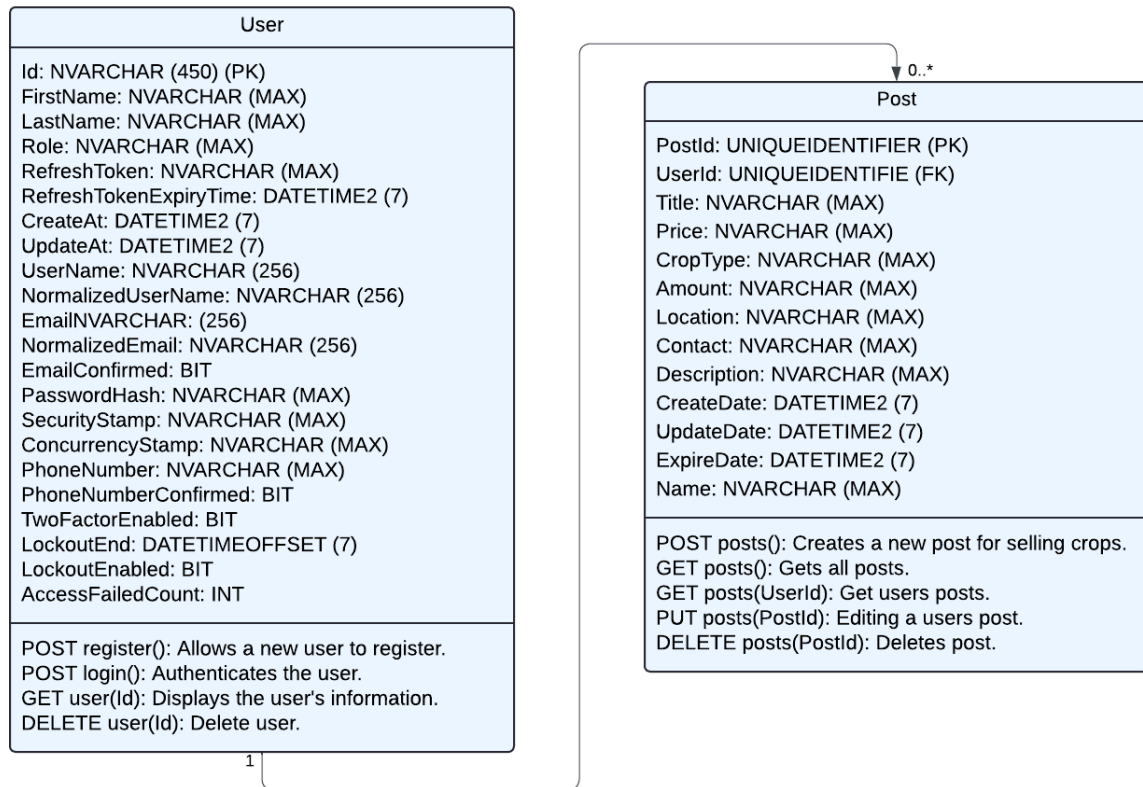 User
Id: NVARCHAR (450) (PK)
FirstName: NVARCHAR (MAX)
LastName: NVARCHAR (MAX)
Role: NVARCHAR (MAX)
RefreshToken: NVARCHAR (MAX)
RefreshTokenExpiryTime: DATETIME2 (7)
CreateAt: DATETIME2 (7)
UpdateAt: DATETIME2 (7)
UserName: NVARCHAR (256)
NormalizedUserName: NVARCHAR (256)
EmailNVARCHAR: (256)
NormalizedEmail: NVARCHAR (256)
EmailConfirmed: BIT
PasswordHash: NVARCHAR (MAX)
SecurityStamp: NVARCHAR (MAX)
ConcurrencyStamp: NVARCHAR (MAX)
PhoneNumber: NVARCHAR (MAX)
PhoneNumberConfirmed: BIT
TwoFactorEnabled: BIT
LockoutEnd: DATETIMEOFFSET (7)
LockoutEnabled: BIT
AccessFailedCount: INT
POST register(): Allows a new user to register.
POST login(): Authenticates the user.
GET user(Id): Displays the user's information.
DELETE user(Id): Delete user.
1
0..*
Post
PostId: UNIQUEIDENTIFIER (PK)
UserId: UNIQUEIDENTIFIE (FK)
Title: NVARCHAR (MAX)
Price: NVARCHAR (MAX)
CropType: NVARCHAR (MAX)
Amount: NVARCHAR (MAX)
Location: NVARCHAR (MAX)
Contact: NVARCHAR (MAX)
Description: NVARCHAR (MAX)
CreateDate: DATETIME2 (7)
UpdateDate: DATETIME2 (7)
ExpireDate: DATETIME2 (7)
Name: NVARCHAR (MAX)
POST posts(): Creates a new post for selling crops.
GET posts(): Gets all posts.
GET posts(UserId): Get users posts.
PUT posts(PostId): Editing a users post.
DELETE posts(PostId): Deletes post.